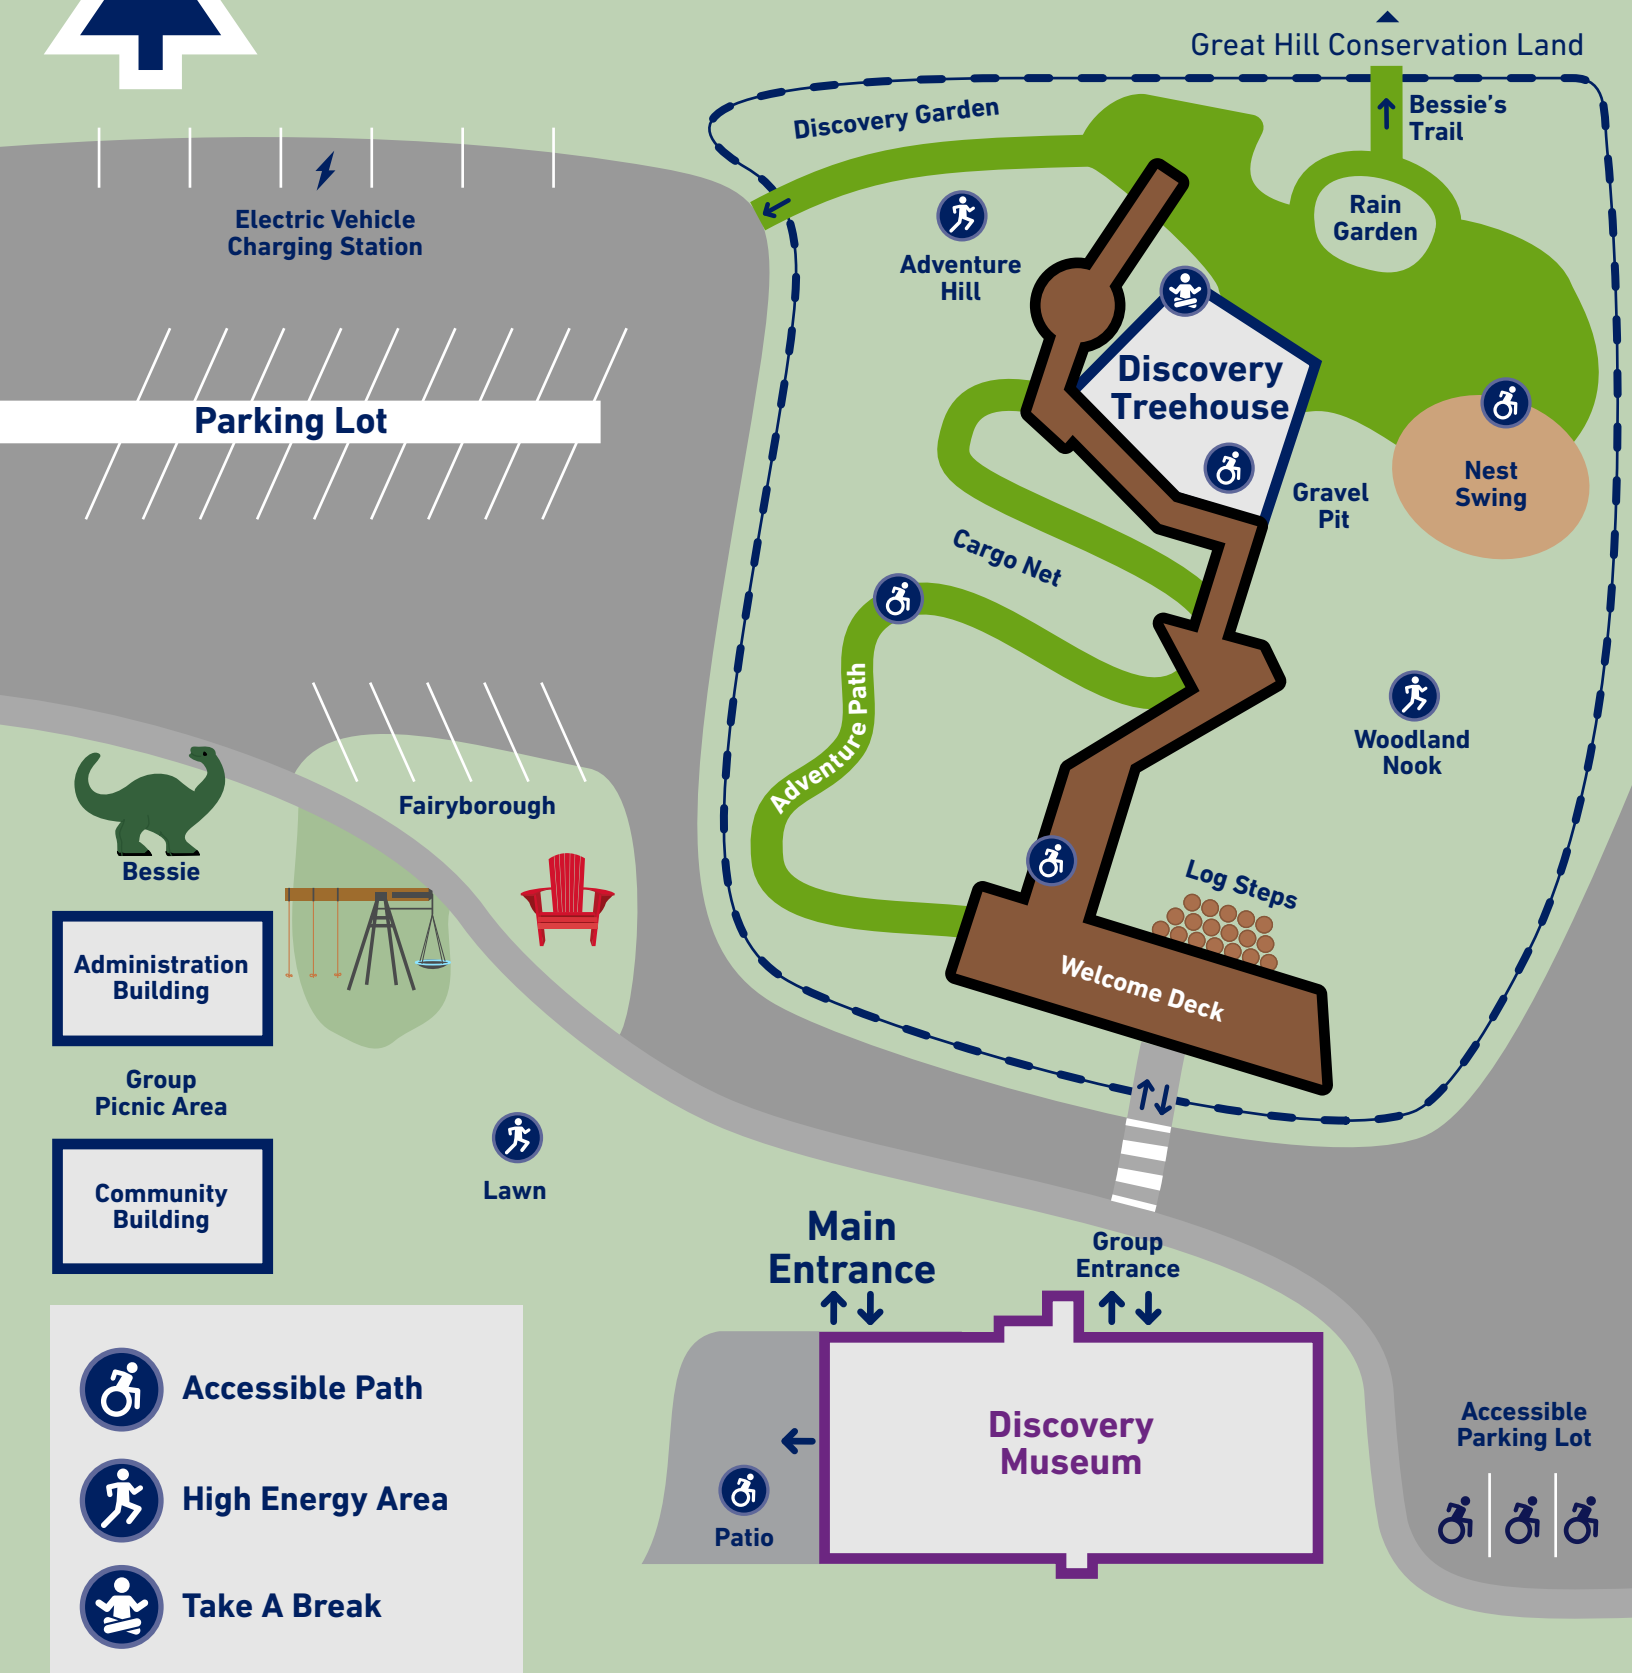 Great Hill Conservation Land
Bessie's
Trail
Discovery Garden
Rain
Garden
Electric Vehicle
Charging Station
Adventure
Hill
Discovery
Treehouse
Parking Lot
Nest
Swing
Gravel
Pit
Cargo Net
Adventure Path
Woodland
Nook
Fairyborough
Bessie
Log Steps
Welcome Deck
Administration
Building
Group
Picnic Area
Community
Building
Lawn
Main
Entrance
Group
Entrance
Discovery
Museum
Patio
Accessible
Parking Lot
Accessible Path
High Energy Area
Take A Break